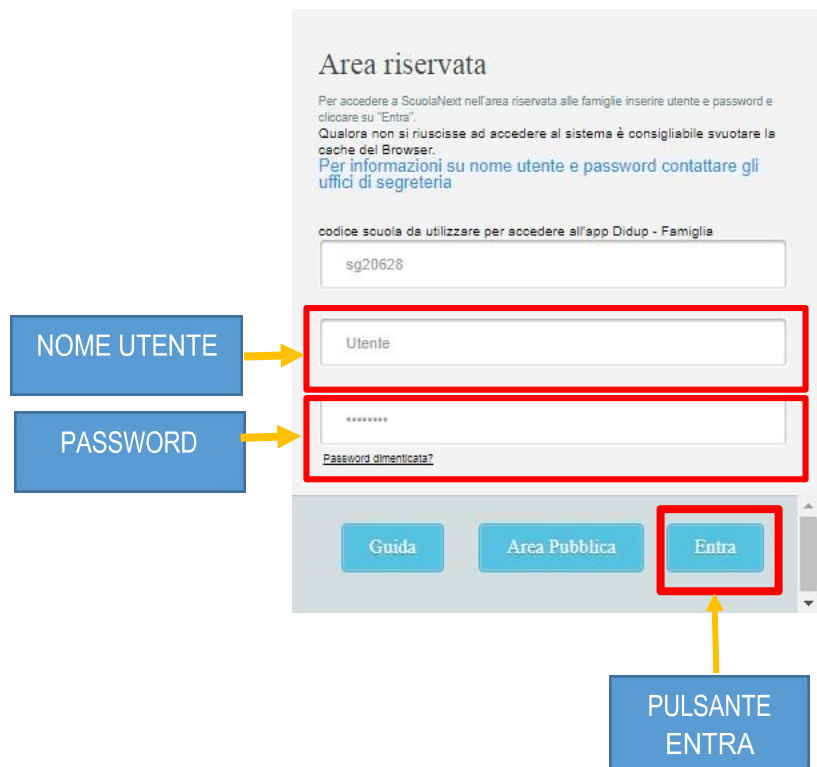 Area riservata
Per accedere a ScuolaNext nell'area riservata alle famiglie inserire utente e password e
cliccare su "Entra".
Qualora non si riuscisse ad accedere al sistema è consigliabile svuotare la
cache del Browser.
Per informazioni su nome utente e password contattare gli
uffici di segreteria
codice scuola da utilizzare per accedere all'app Didup - Famiglia
sg20628
NOME UTENTE
Utente
PASSWORD
••••••••
Password dimenticata?
Guida
Area Pubblica
Entra
PULSANTE
ENTRA